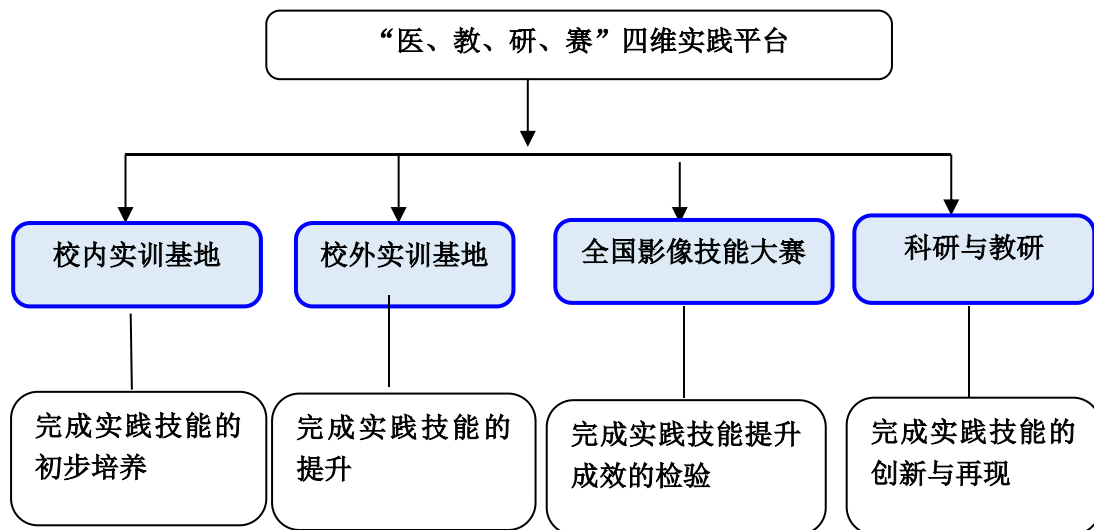 “医、教、研、赛”四维实践平台
校内实训基地
校外实训基地
全国影像技能大赛
科研与教研
完成实践技能的
初步培养
完成实践技能的
提升
完成实践技能提升
成效的检验
完成实践技能的
创新与再现